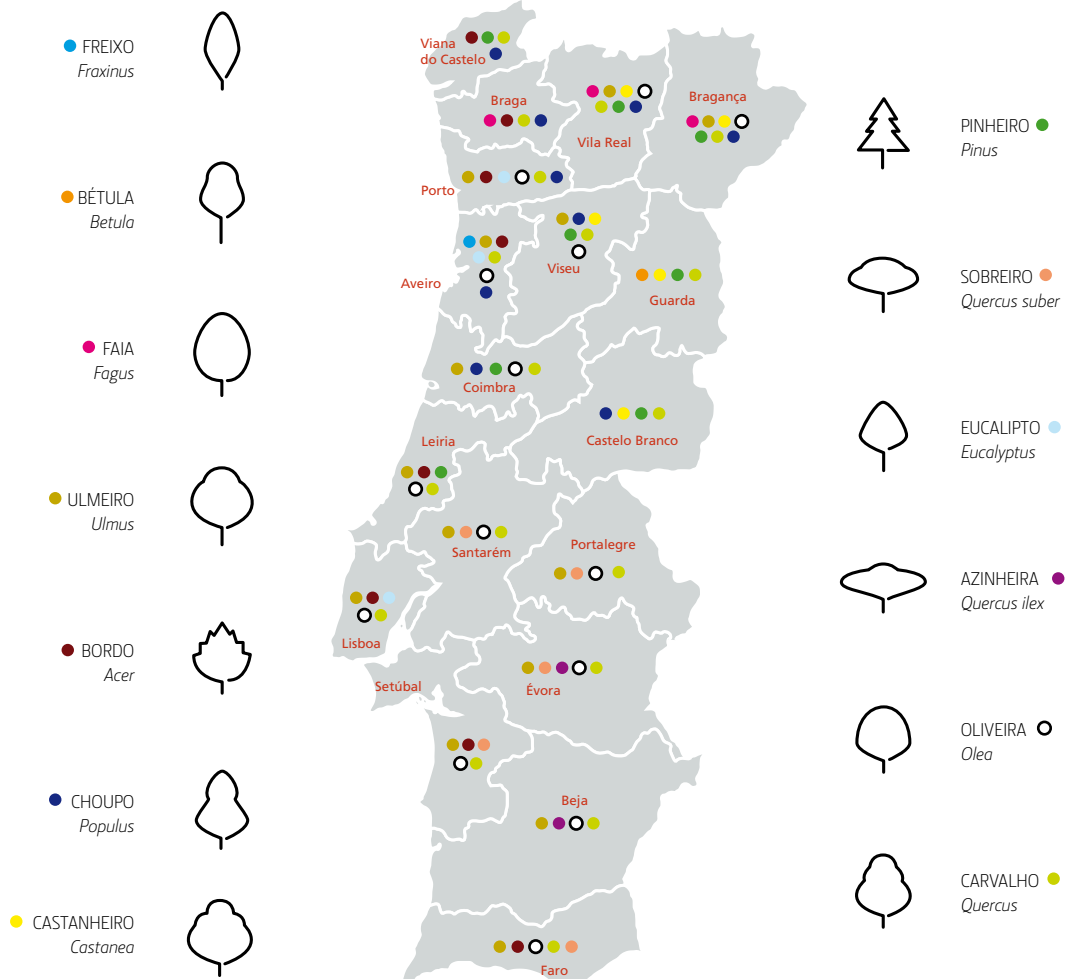 FREIXO
Fraxinus
BÉTULA
Betula
FAIA
Fagus
ULMEIRO
Ulmus
BORDO
Acer
CHOUPO
Populus
CASTANHEIRO
Castanea
Viana
do Castelo
Braga
Vila Real
Bragança
Porto
Aveiro
Viseu
Guarda
Coimbra
Castelo Branco
Leiria
Santarém
Portalegre
Lisboa
Setúbal
Évora
Beja
Faro
PINHEIRO
Pinus
SOBREIRO
Quercus suber
EUCALIPTO
Eucalyptus
AZINHEIRA
Quercus ilex
OLIVEIRA
Olea
CARVALHO
Quercus